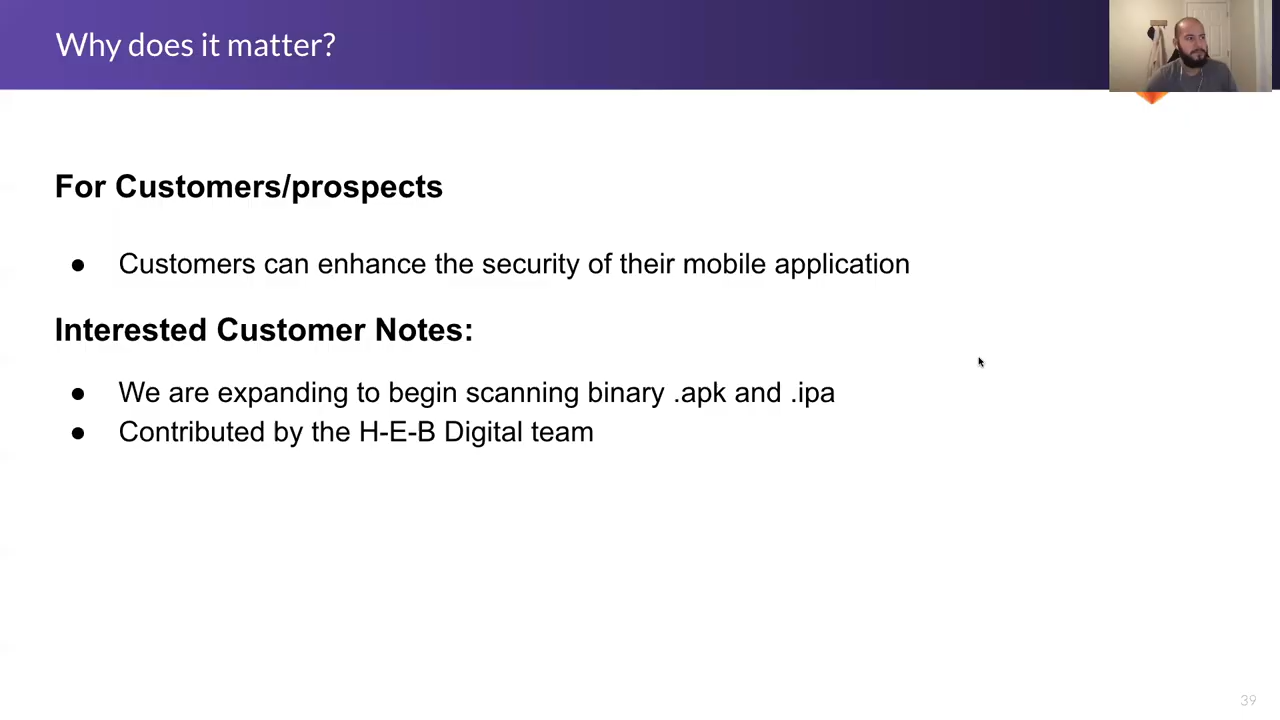 Why does it matter?
For Customers/prospects
● Customers can enhance the security of their mobile application
Interested Customer Notes:
● We are expanding to begin scanning binary .apk and .ipa
● Contributed by the H-E-B Digital team
39